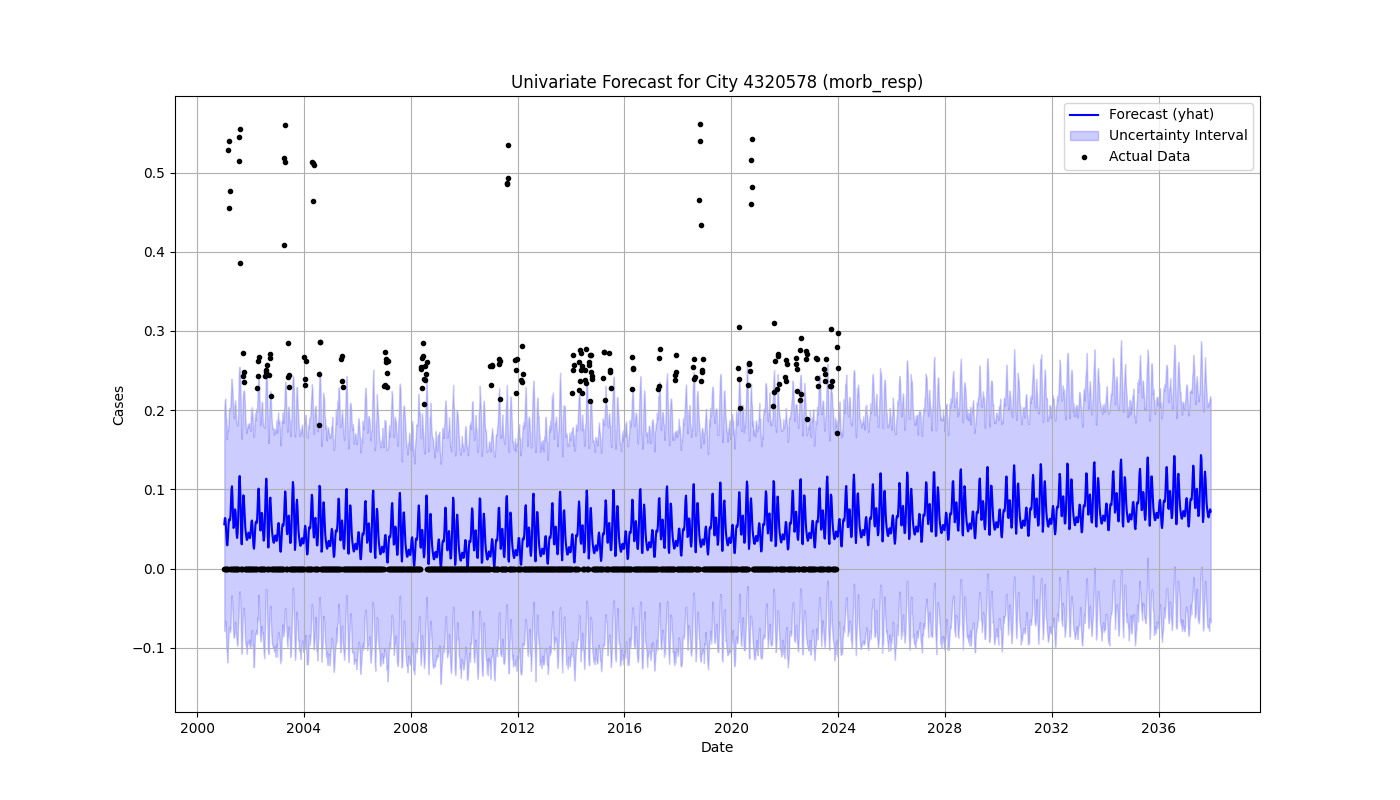 Univariate Forecast for City 4320578 (morb_resp)
Forecast (yhat)
Uncertainty Interval
Actual Data
Cases
0.5
0.4
0.3
0.2
0.1
0.0
−0.1
2000 2004 2008 2012 2016 2020 2024 2028 2032 2036
Date